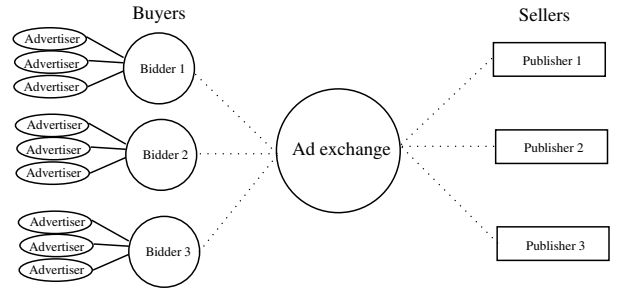 Buyers
Sellers
Advertiser
Advertiser
Advertiser
Bidder 1
Publisher 1
Advertiser
Advertiser
Advertiser
Bidder 2
Ad exchange
Publisher 2
Advertiser
Advertiser
Advertiser
Bidder 3
Publisher 3